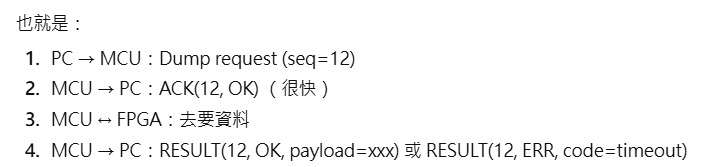 也就是：
1. PC → MCU：Dump request (seq=12)
2. MCU → PC：ACK(12, OK)（很快）
3. MCU ↔ FPGA：去要資料
4. MCU → PC：RESULT(12, OK, payload=xxx) 或 RESULT(12, ERR, code=timeout)